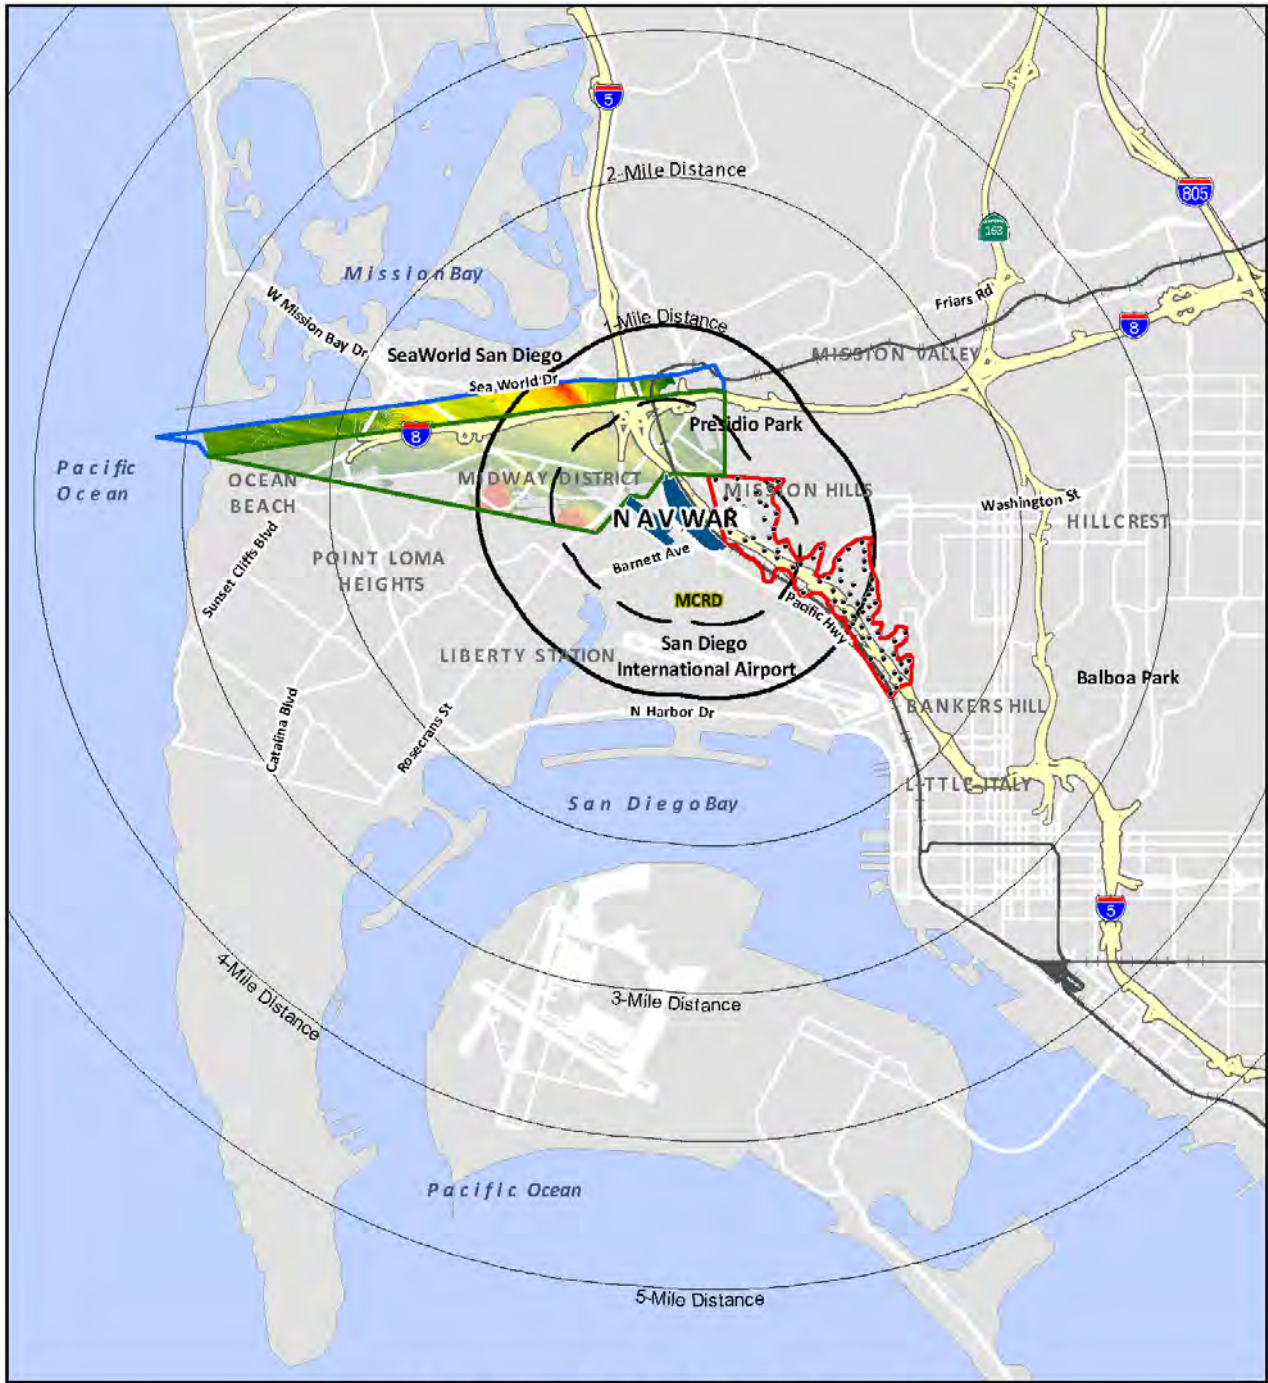 5
2-Mile Distance
805
163
Mission Bay
Friars Rd
W Mission Bay Dr
1-Mile Distance
8
SeaWorld San Diego
MISSION VALLEY
Sea World Dr
Presidio Park
8
Pacific
Ocean
OCEAN
BEACH
MIDWAY DISTRICT
MISSION HILLS
Washington St
HILLCREST
NAVWAR
Sunset Cliffs Blvd
POINT LOMA
HEIGHTS
Barnett Ave
MCRD
Pacific Hwy
San Diego
International Airport
LIBERTY STATION
Balboa Park
Catalina Blvd
Rosecrans St
N Harbor Dr
BANKERS HILL
LITTLE ITALY
San Diego Bay
5
4-Mile Distance
3-Mile Distance
Pacific Ocean
5-Mile Distance